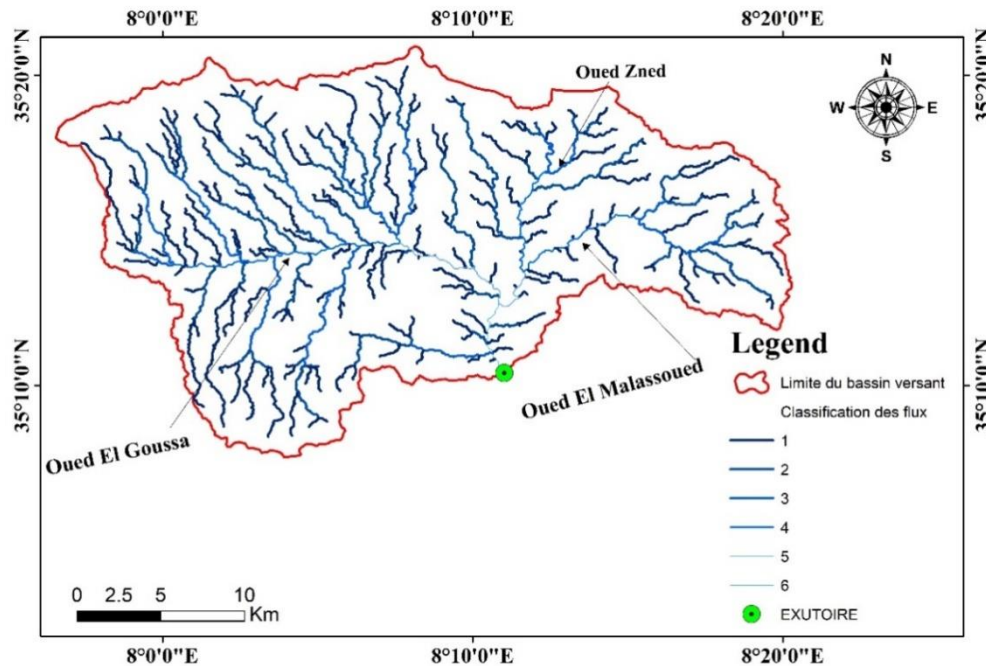 8°0'0"E 8°10'0"E 8°20'0"E
35°20'0"N 35°20'0"N
Oued Zned
N
W E
S
Legend
Limite du bassin versant
35°10'0"N 35°10'0"N
Oued El Malassoued
Classification des flux
Oued El Goussa
1
2
3
4
5
6
0 2.5 5 10
Km
EXUTOIRE
8°0'0"E 8°10'0"E 8°20'0"E